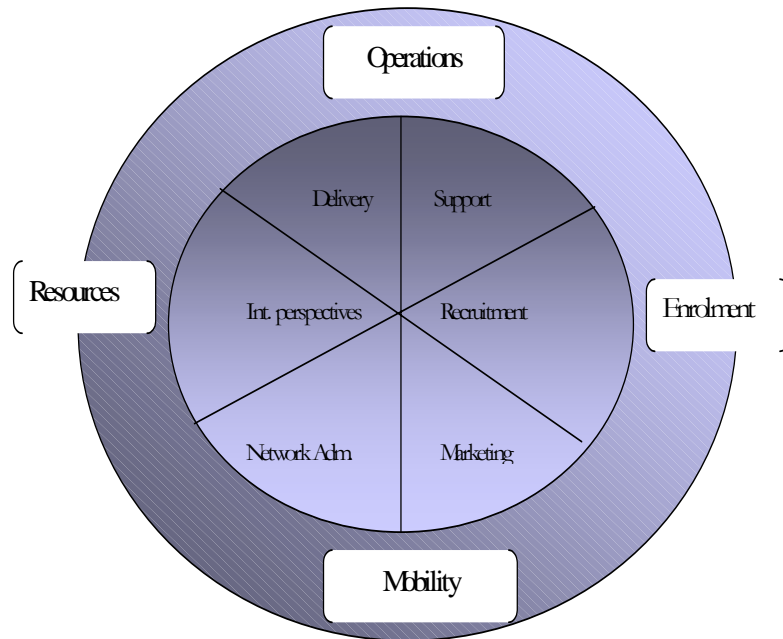 Operations
Delivery Support
Resources
Int. perspectives Recruitment
Enrolment
Network Adm.
Marketing
Mobility